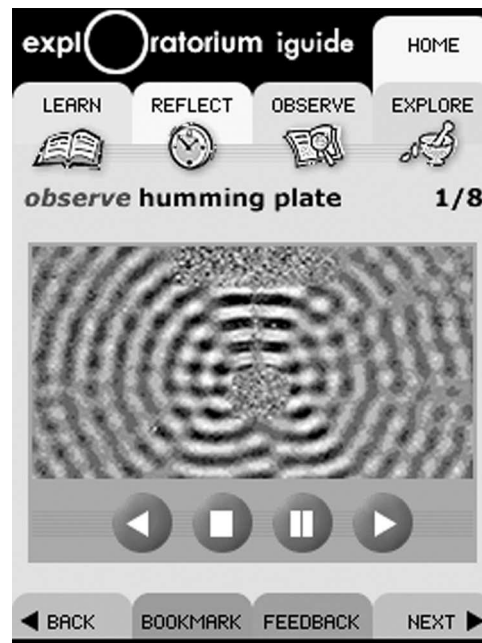 expl ratorium iguide HOME
LEARN REFLECT OBSERVE EXPLORE
observe humming plate 1/8
BACK BOOKMARK FEEDBACK NEXT